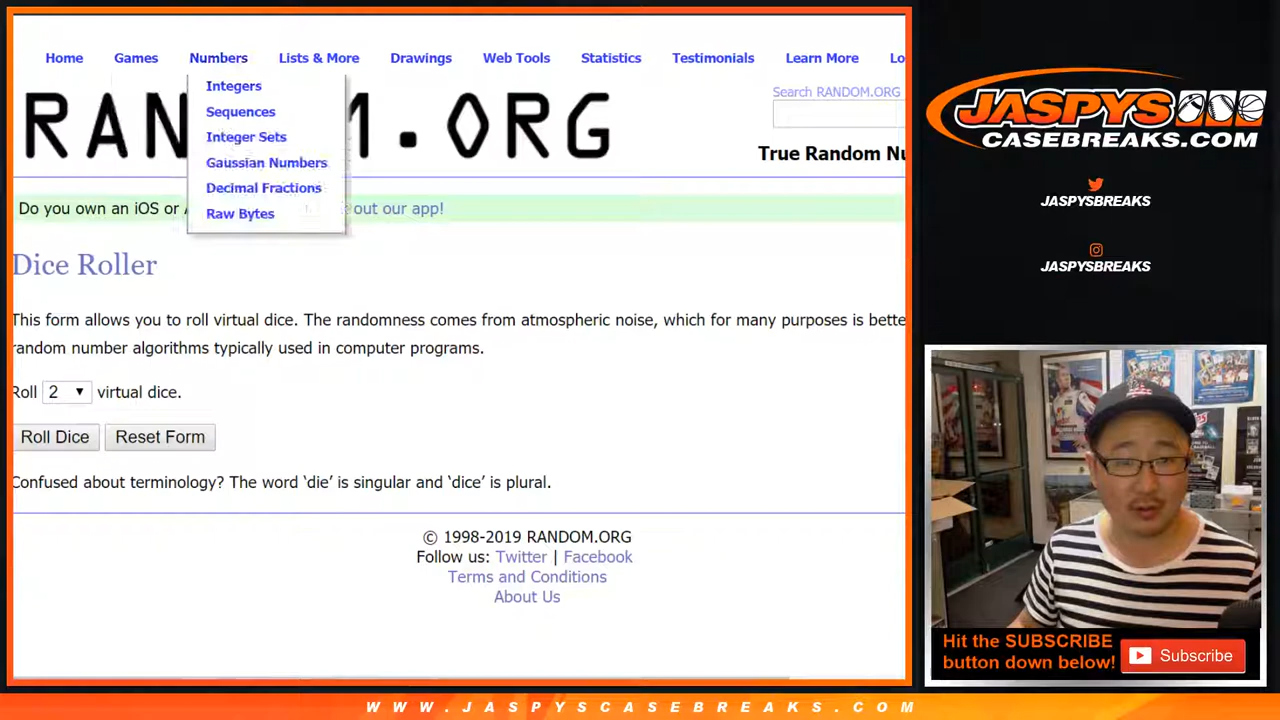 Home Games Numbers Lists & More Drawings Web Tools Statistics Testimonials Learn More Lo
Integers
Sequences
Integer Sets
Gaussian Numbers
Decimal Fractions
Raw Bytes
Search RANDOM.ORG
True Random Nu
Do you own an iOS or A out our app!
Dice Roller
This form allows you to roll virtual dice. The randomness comes from atmospheric noise, which for many purposes is bette
random number algorithms typically used in computer programs.
Roll 2 virtual dice.
Roll Dice Reset Form
Confused about terminology? The word ‘die’ is singular and ‘dice’ is plural.
© 1998-2019 RANDOM.ORG
Follow us: Twitter | Facebook
Terms and Conditions
About Us
JASPYS
CASEBREAKS.COM
JASPYSBREAKS
JASPYSBREAKS
Hit the SUBSCRIBE
button down below!
Subscribe
WWW.JASPYSCASEBREAKS.COM